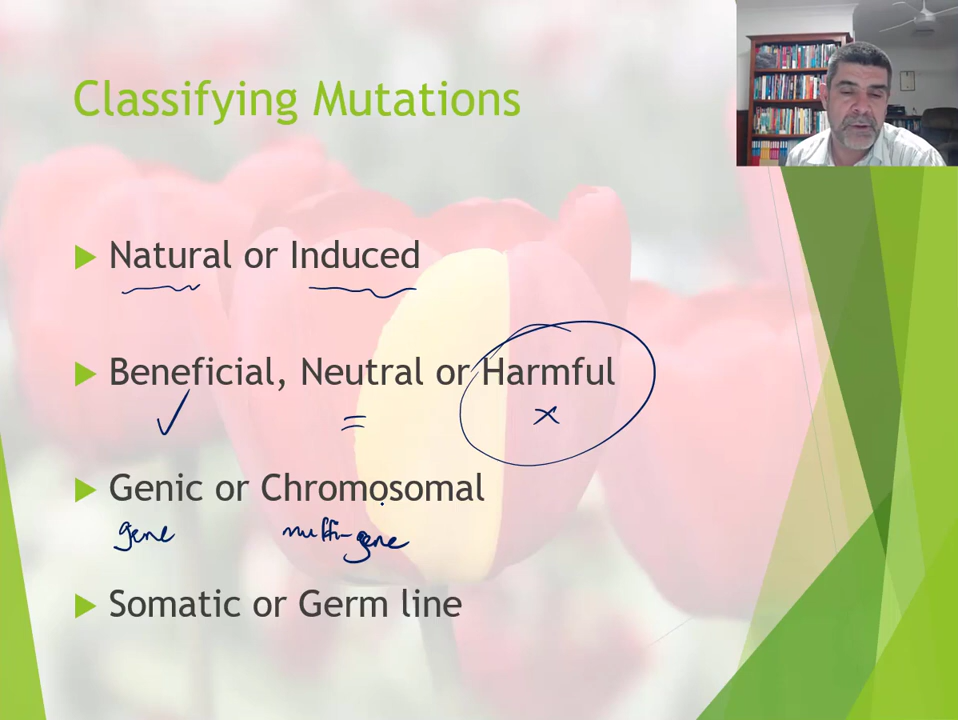 Classifying Mutations
Natural or Induced
Beneficial, Neutral or Harmful
Genic or Chromosomal
gene multi-gene
Somatic or Germ line